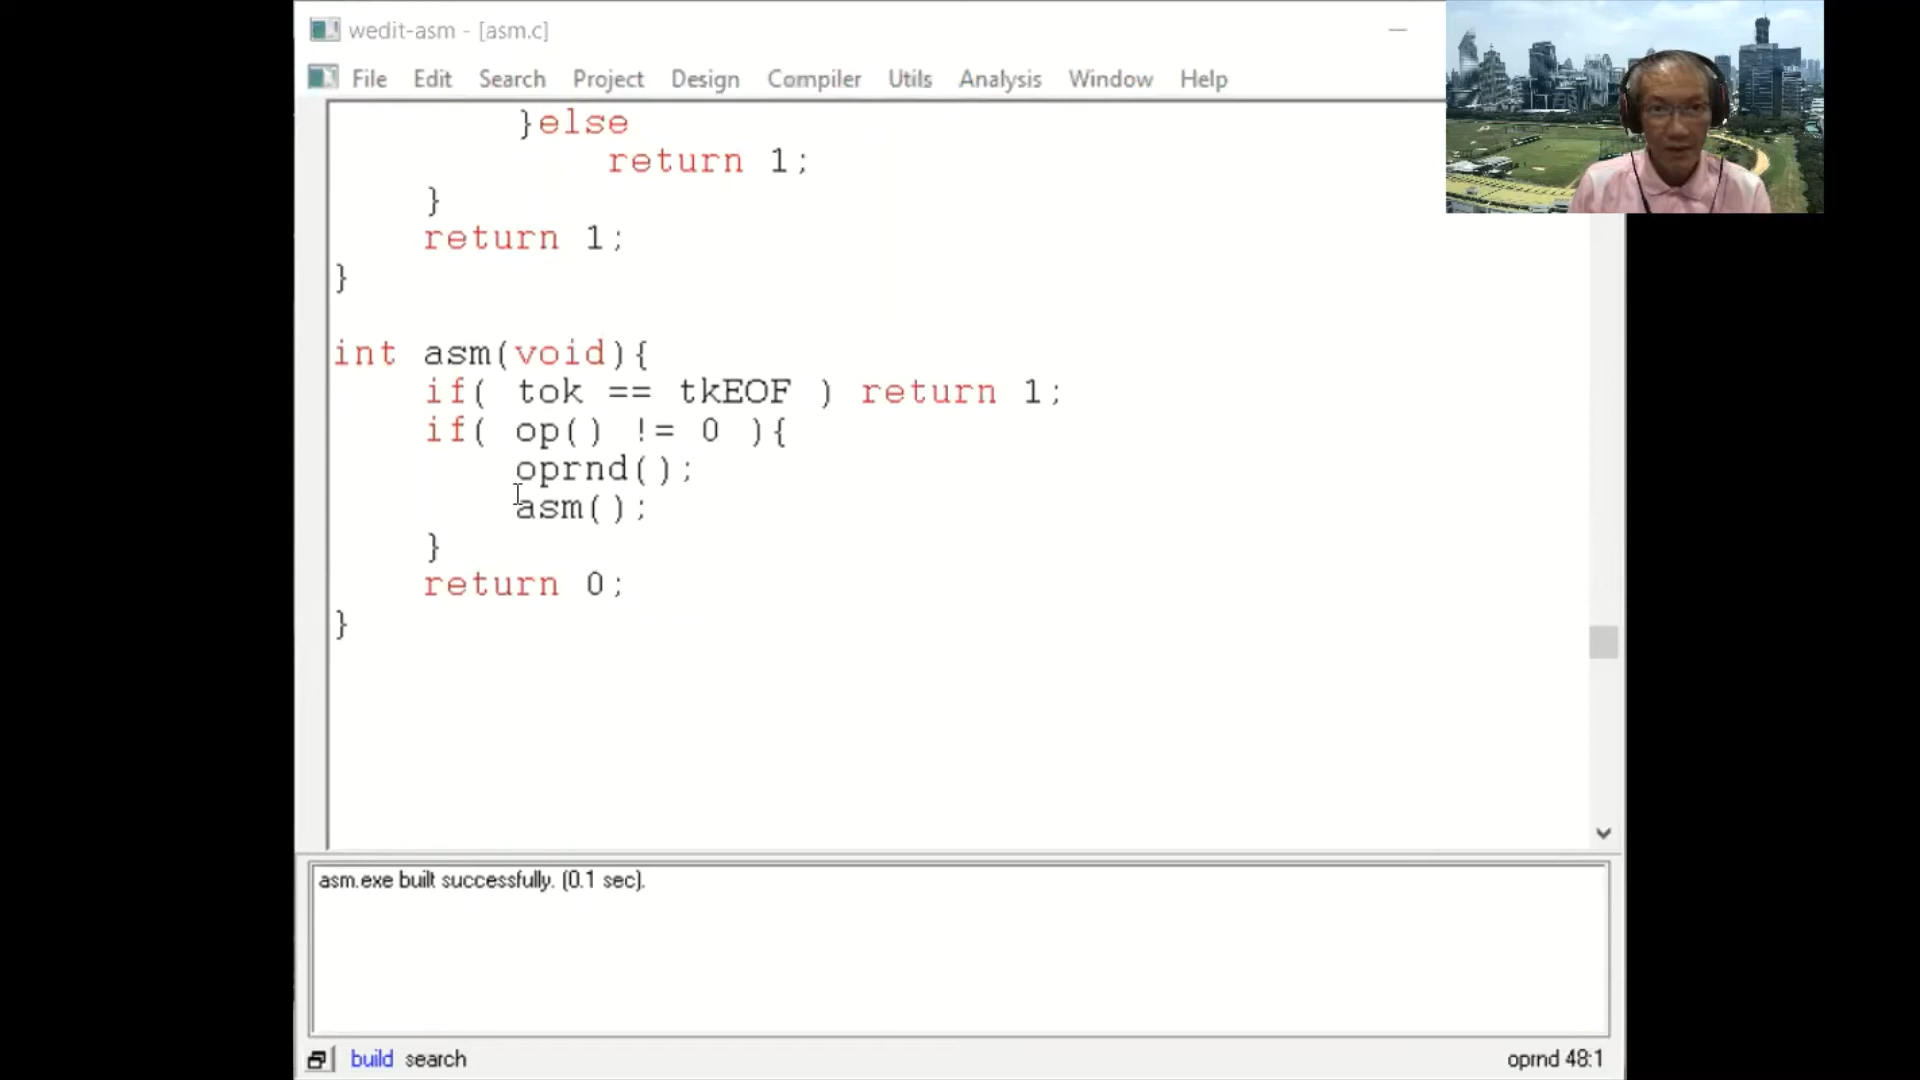 wedit-asm - [asm.c]
File Edit Search Project Design Compiler Utils Analysis Window Help
}else
return 1;
}
return 1;
}
int asm(void){
if( tok == tkEOF ) return 1;
if( op() != 0 ){
oprnd();
asm();
}
return 0;
}
asm.exe built successfully. (0.1 sec).
build search
oprnd 48:1